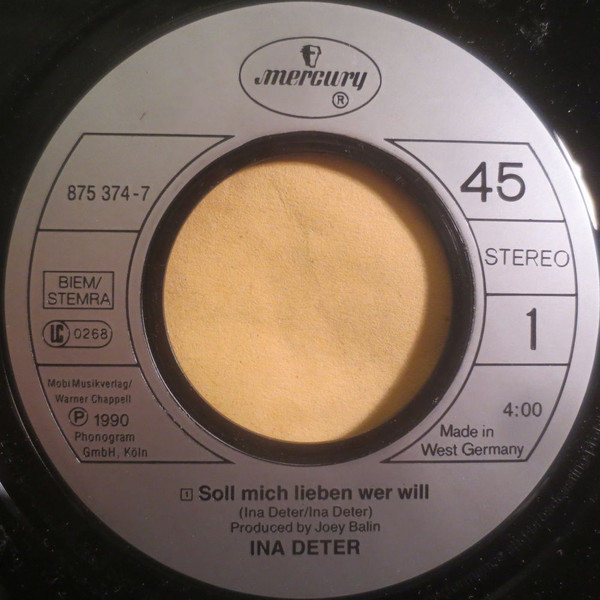 mercury
®
875 374-7
BIEM/
STEMRA
LC 0268
Mobi Musikverlag/
Warner Chappell
Ⓟ 1990
Phonogram
GmbH, Köln
45
STEREO
1
4:00
Made in
West Germany
1 Soll mich lieben wer will
(Ina Deter/Ina Deter)
Produced by Joey Balin
INA DETER